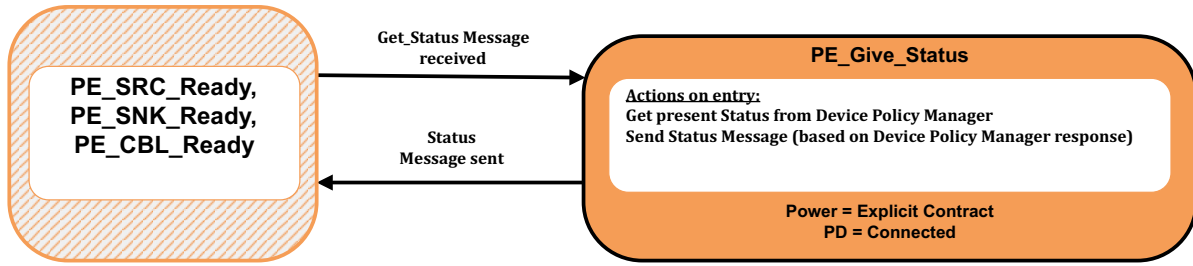 PE_SRC_Ready,
PE_SNK_Ready,
PE_CBL_Ready
Get_Status Message
received
Status
Message sent
PE_Give_Status
Actions on entry:
Get present Status from Device Policy Manager
Send Status Message (based on Device Policy Manager response)
Power = Explicit Contract
PD = Connected